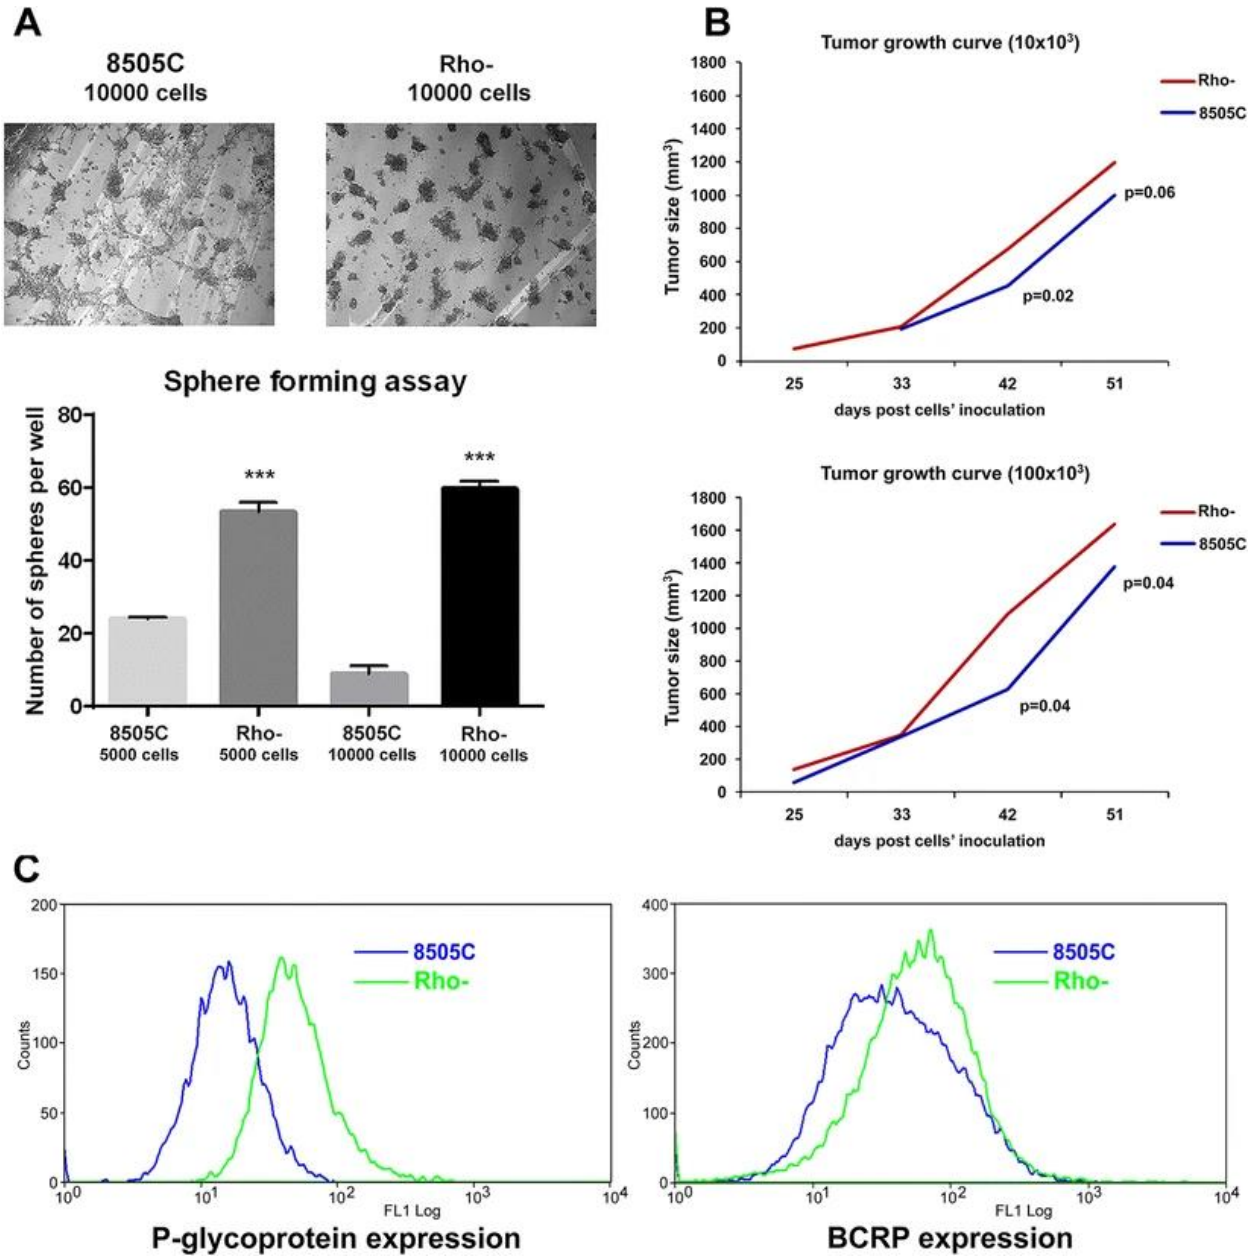 A
8505C
10000 cells
Rho-
10000 cells
Sphere forming assay
Number of spheres per well
80
60
40
20
0
***
***
8505C
5000 cells
Rho-
5000 cells
8505C
10000 cells
Rho-
10000 cells
B
Tumor growth curve (10x10³)
Tumor size (mm³)
1800
1600
1400
1200
1000
800
600
400
200
0
Rho-
8505C
p=0.06
p=0.02
25 33 42 51
days post cells' inoculation
Tumor growth curve (100x10³)
Tumor size (mm³)
1800
1600
1400
1200
1000
800
600
400
200
0
Rho-
8505C
p=0.04
p=0.04
25 33 42 51
days post cells' inoculation
C
Counts
200
150
100
50
0
8505C
Rho-
10⁰ 10¹ 10² 10³ 10⁴
FL1 Log
P-glycoprotein expression
Counts
400
300
200
100
0
8505C
Rho-
10⁰ 10¹ 10² 10³ 10⁴
FL1 Log
BCRP expression